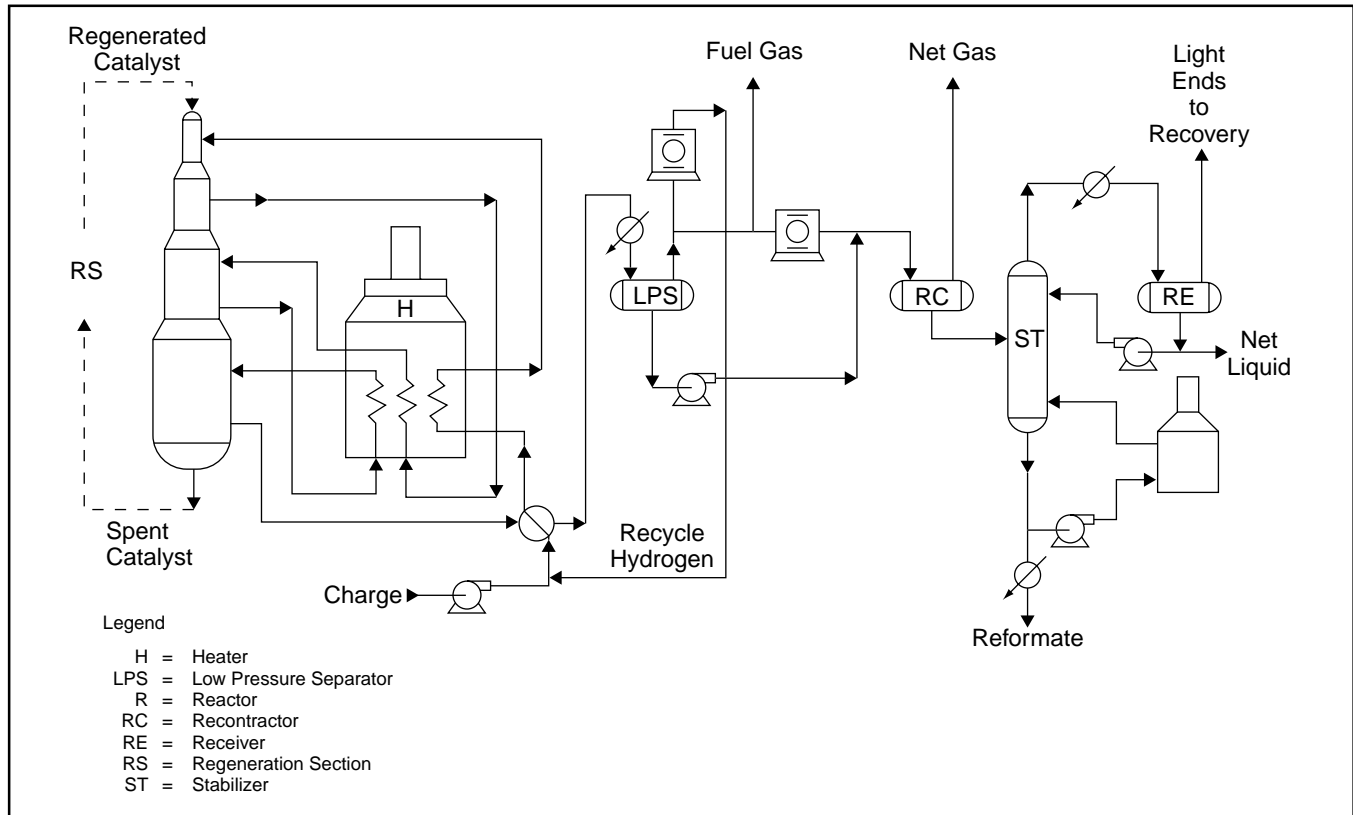 Regenerated
Catalyst
Fuel Gas
Net Gas
Light
Ends
to
Recovery
RS
H
LPS
RC
ST
RE
Net
Liquid
Spent
Catalyst
Recycle
Hydrogen
Charge
Reformate
Legend
H = Heater
LPS = Low Pressure Separator
R = Reactor
RC = Recontractor
RE = Receiver
RS = Regeneration Section
ST = Stabilizer